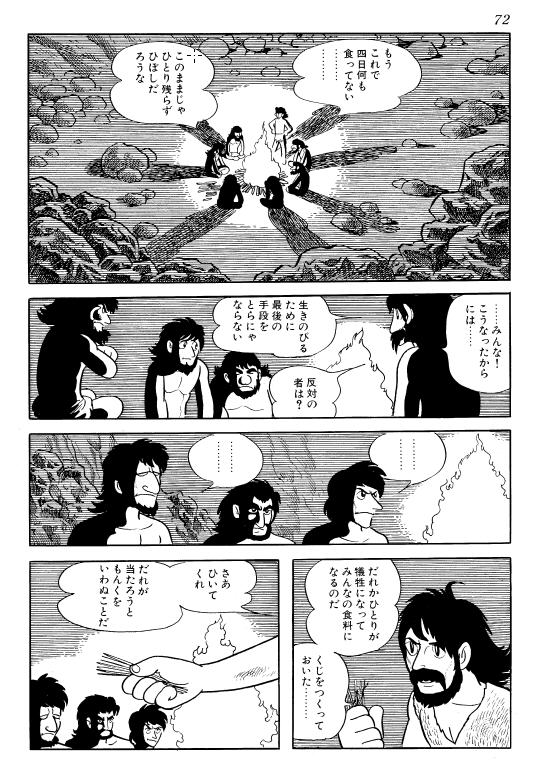 72
もう
これで
四日何も
食ってない
…………
このままじゃ
ひとり残らず
ひぼしだ
ろうな
……みんな!
こうなったから
には……
生きのびる
ために
最後の
手段を
とらにゃ
ならない
反対の
者は?
……
……
……
……
だれかひとりが
犠牲になって
みんなの食料に
なるのだ
くじをつくって
おいた……
さあ
ひいて
くれ
だれが
当たろうと
もんくを
いわぬことだ